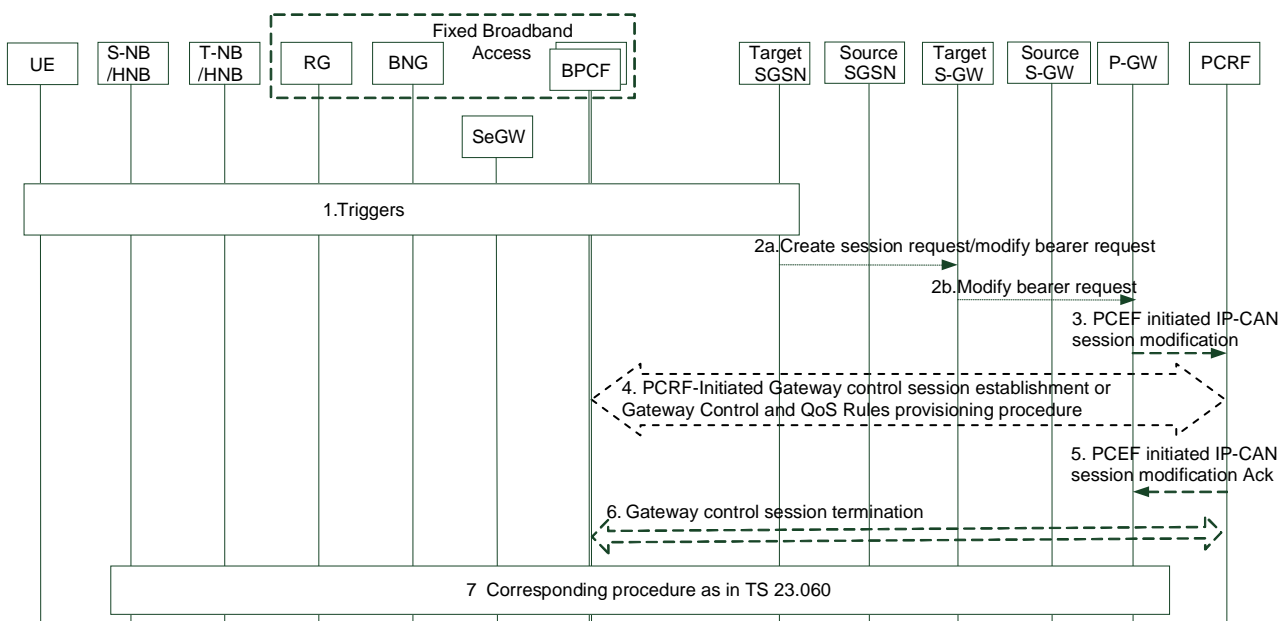 Fixed Broadband
Access
UE
S-NB
/HNB
T-NB
/HNB
RG
BNG
BPCF
Target
SGSN
Source
SGSN
Target
S-GW
Source
S-GW
P-GW
PCRF
SeGW
1.Triggers
2a.Create session request/modify bearer request
2b.Modify bearer request
3. PCEF initiated IP-CAN
session modification
4. PCRF-Initiated Gateway control session establishment or
Gateway Control and QoS Rules provisioning procedure
5. PCEF initiated IP-CAN
session modification Ack
6. Gateway control session termination
7 Corresponding procedure as in TS 23.060